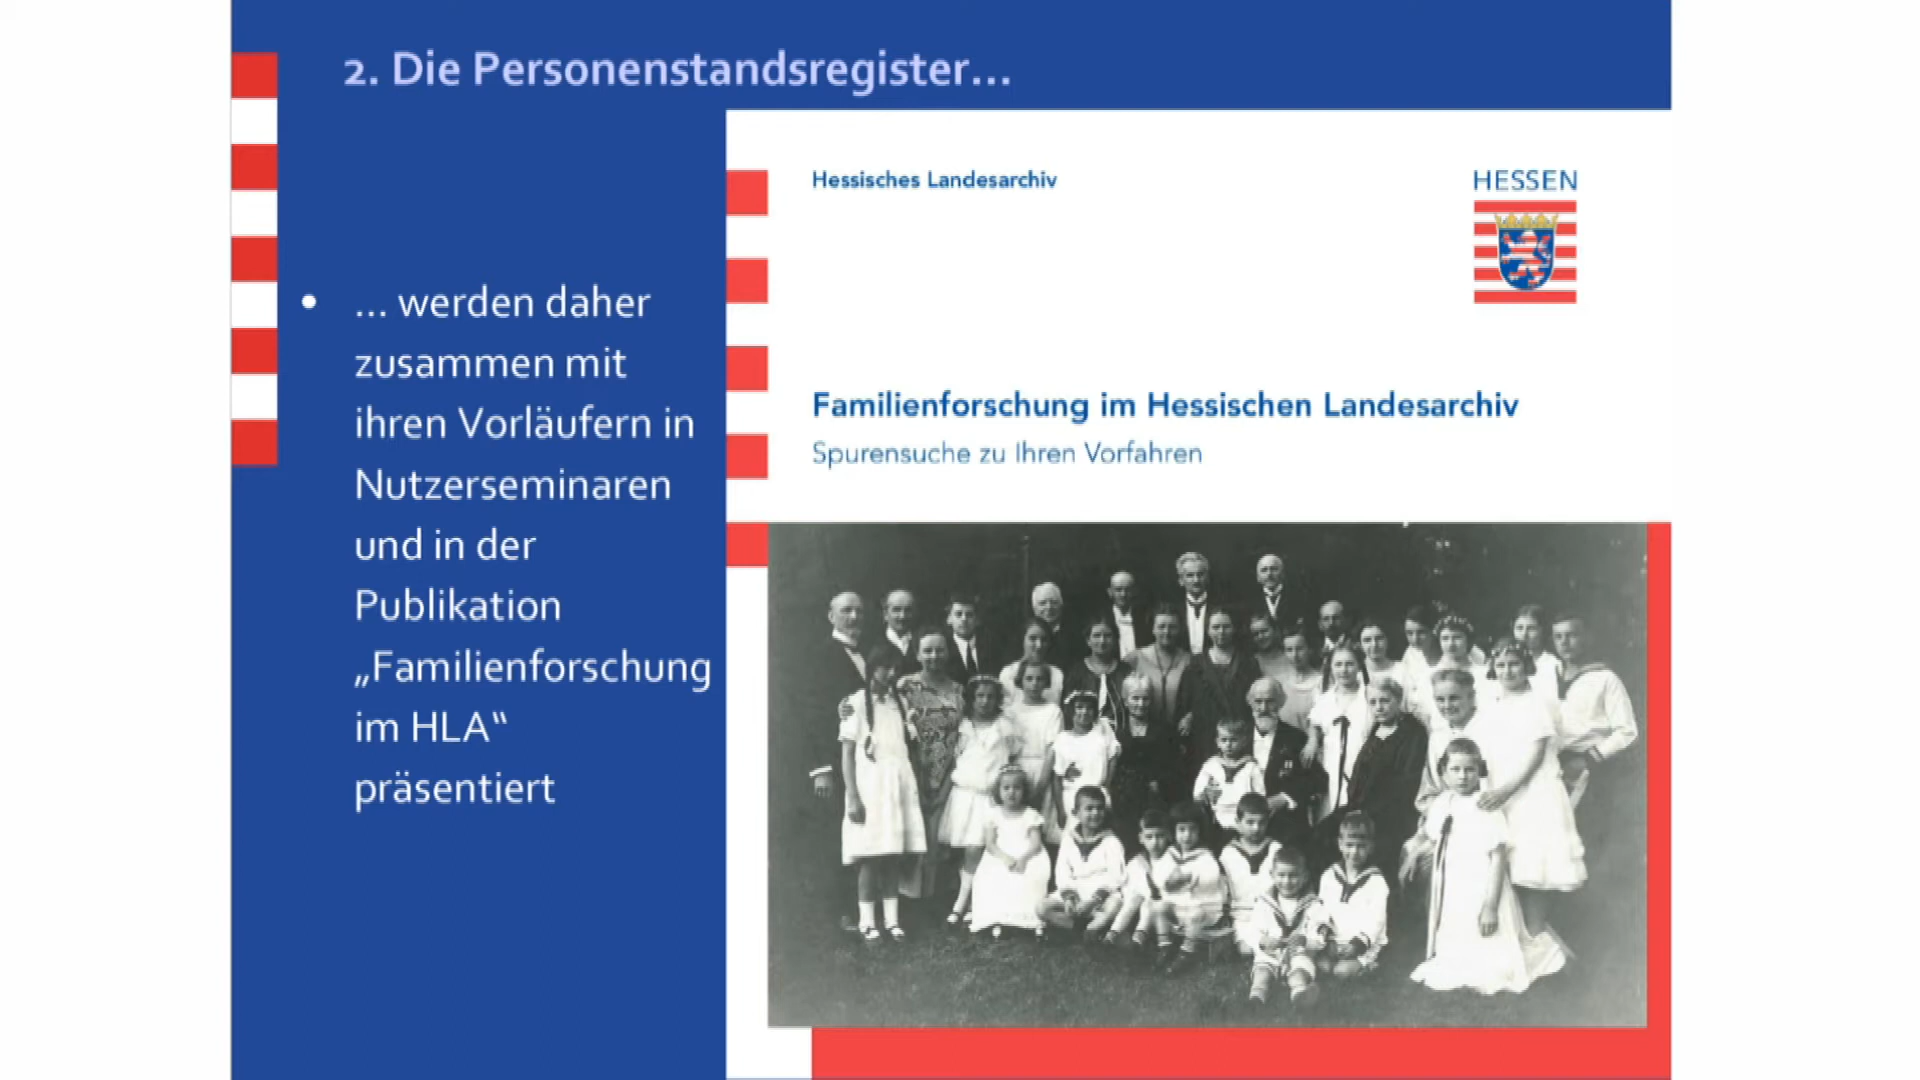 2. Die Personenstandsregister...
• ... werden daher
zusammen mit
ihren Vorläufern in
Nutzerseminaren
und in der
Publikation
„Familienforschung
im HLA“
präsentiert
Hessisches Landesarchiv
HESSEN
Familienforschung im Hessischen Landesarchiv
Spurensuche zu Ihren Vorfahren